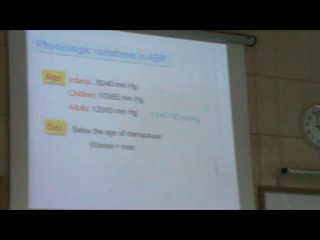 Physiologic variations in ABP
Age:
Infants: 80/40 mm Hg
Children: 100/65 mm Hg
Adults: 120/80 mm Hg
Sex:
Below the age of menopause
Women < men